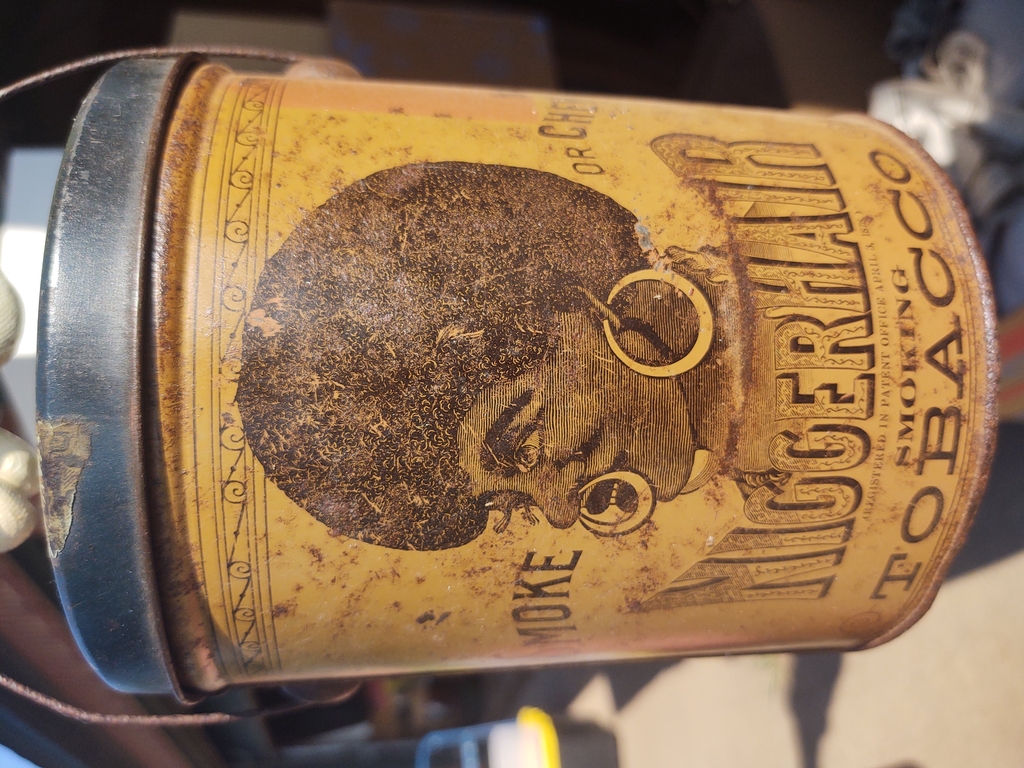 MOKE
OR CHE
NIGGERHAIR
REGISTERED IN PATENT OFFICE APRIL
SMOKING
TOBACCO